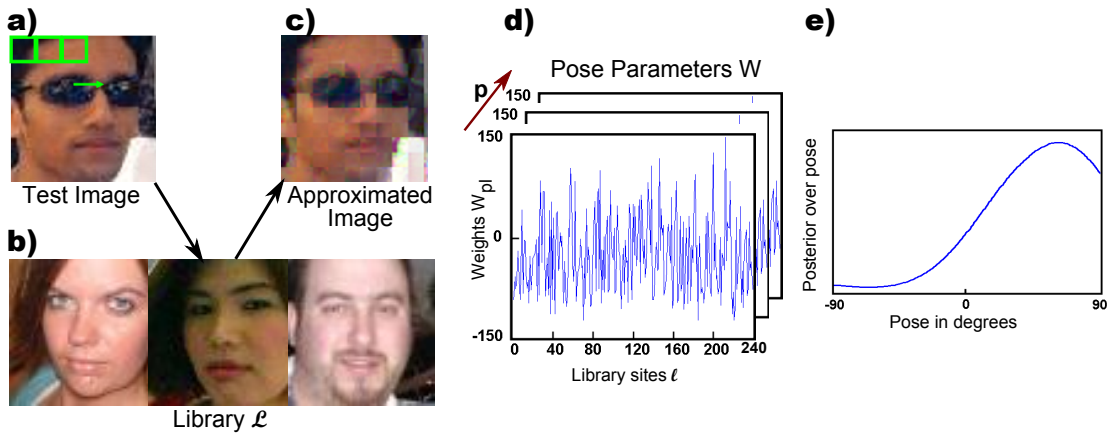 a)
Test Image
b)
Library ℒ
c)
Approximated
Image
d)
Pose Parameters W
p
150
150
150
0
-150
Weights W_pl
0 40 80 120 160 200 240
Library sites ℓ
e)
Posterior over pose
-90 0 90
Pose in degrees